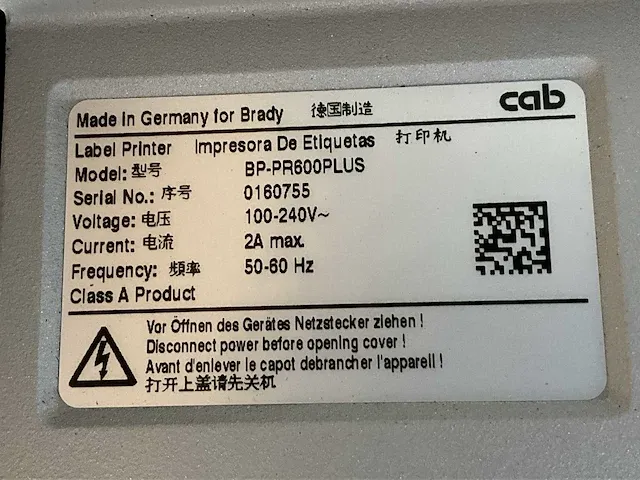 cab
Made in Germany for Brady 德国制造
Label Printer Impresora De Etiquetas 打印机
Model: 型号 BP-PR600PLUS
Serial No.: 序号 0160755
Voltage: 电压 100-240V~
Current: 电流 2A max.
Frequency: 频率 50-60 Hz
Class A Product
Vor Öffnen des Gerätes Netzstecker ziehen !
Disconnect power before opening cover !
Avant d'enlever le capot debrancher l'appareil !
打开上盖请先关机